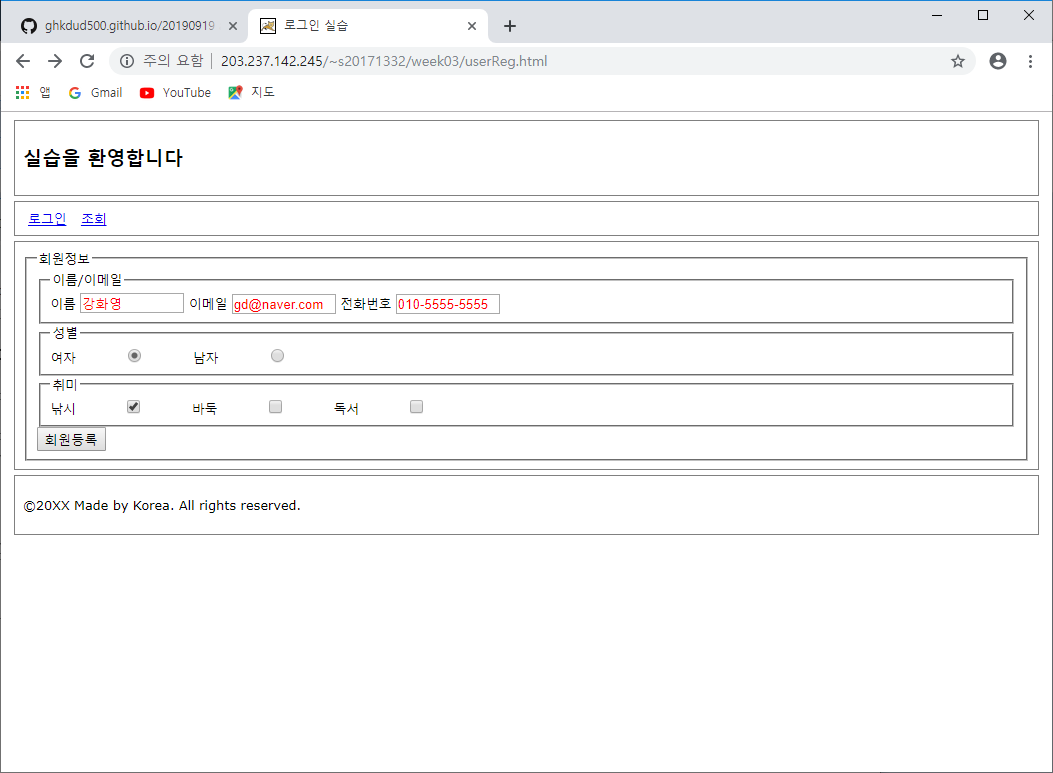 ghkdud500.github.io/20190919
로그인 실습
주의 요함 | 203.237.142.245/~s20171332/week03/userReg.html
앱 Gmail YouTube 지도
실습을 환영합니다
로그인 조회
회원정보
이름/이메일
이름 강화영 이메일 gd@naver.com 전화번호 010-5555-5555
성별
여자 남자
취미
낚시 바둑 독서
회원등록
©20XX Made by Korea. All rights reserved.